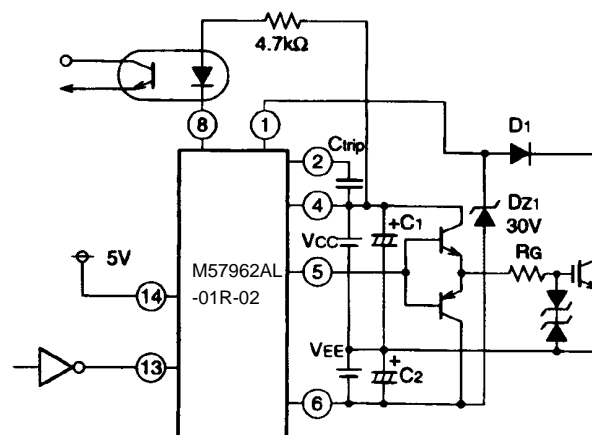 4.7kΩ
8
1
D1
2
Ctrip
4
DZ1
30V
+
C1
VCC
RG
5V
M57962AL
-01R-02
5
14
VEE
+
13
C2
6